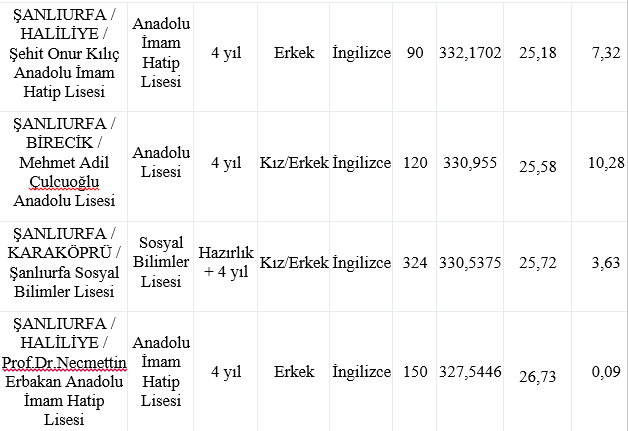 ŞANLIURFA /
HALİLİYE /
Şehit Onur Kılıç
Anadolu İmam
Hatip Lisesi
Anadolu
İmam
Hatip
Lisesi
4 yıl
Erkek
İngilizce
90
332,1702
25,18
7,32
ŞANLIURFA /
BİRECİK /
Mehmet Adil
Çulcuoğlu
Anadolu Lisesi
Anadolu
Lisesi
4 yıl
Kız/Erkek
İngilizce
120
330,955
25,58
10,28
ŞANLIURFA /
KARAKÖPRÜ /
Şanlıurfa Sosyal
Bilimler Lisesi
Sosyal
Bilimler
Lisesi
Hazırlık
+ 4 yıl
Kız/Erkek
İngilizce
324
330,5375
25,72
3,63
ŞANLIURFA /
HALİLİYE /
Prof.Dr.Necmettin
Erbakan Anadolu
İmam Hatip
Lisesi
Anadolu
İmam
Hatip
Lisesi
4 yıl
Erkek
İngilizce
150
327,5446
26,73
0,09